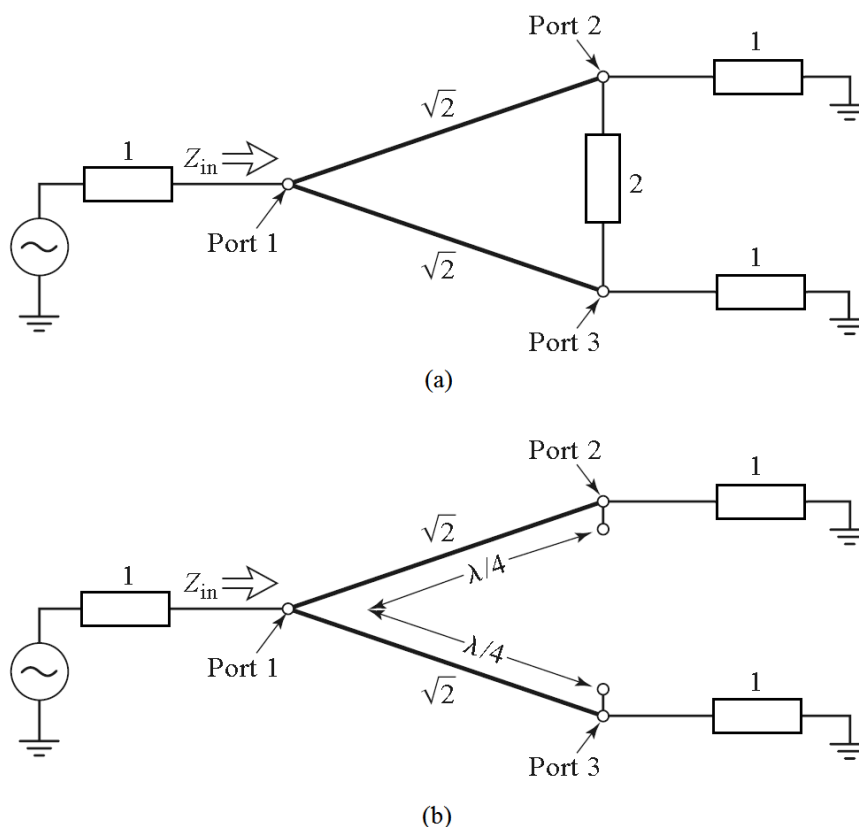 Port 2
1
√2
1
Z_in
2
Port 1
√2
1
Port 3
(a)
Port 2
1
√2
λ/4
1
Z_in
Port 1
λ/4
√2
1
Port 3
(b)